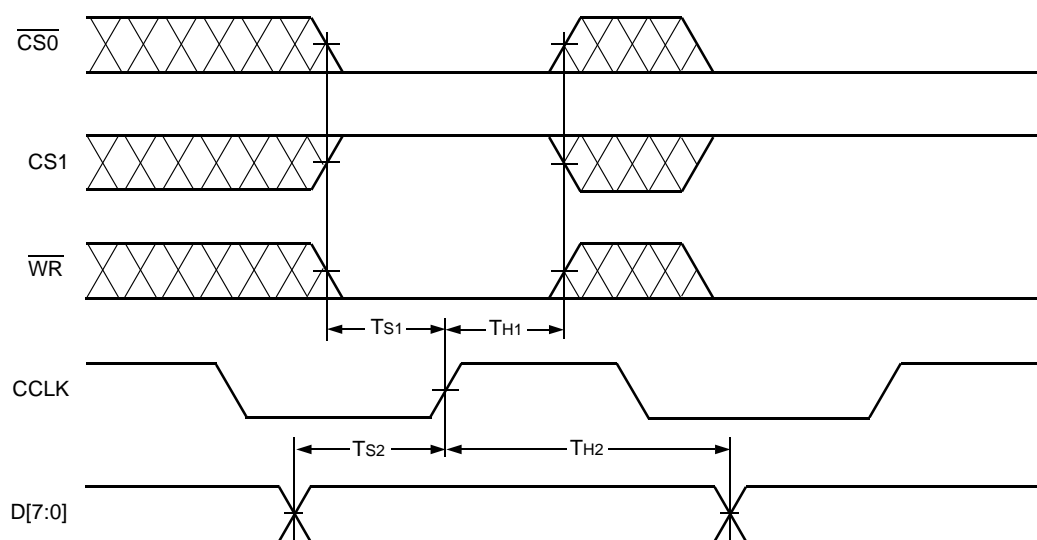 CS0
CS1
WR
TS1 TH1
CCLK
TS2 TH2
D[7:0]